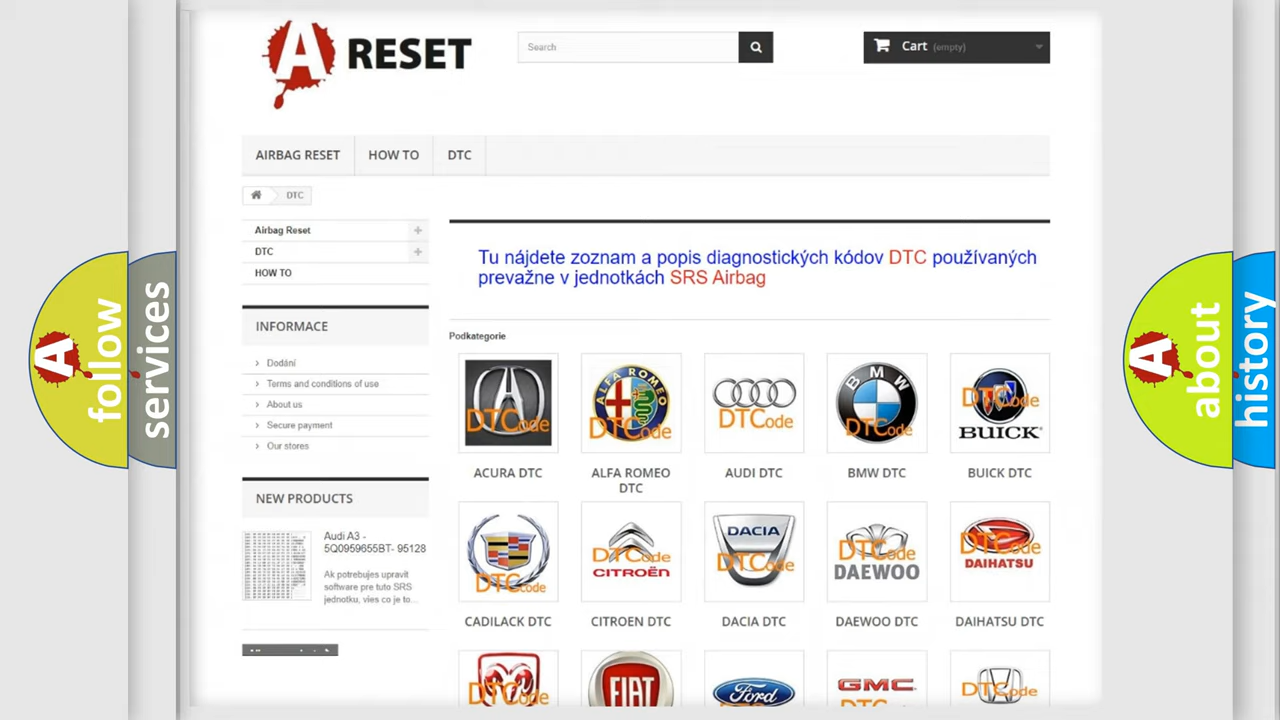 A RESET
Search
Cart (empty)
AIRBAG RESET
HOW TO
DTC
DTC
Airbag Reset
DTC
HOW TO
Tu nájdete zoznam a popis diagnostických kódov DTC používaných
prevažne v jednotkách SRS Airbag
INFORMACE
Dodání
Terms and conditions of use
About us
Secure payment
Our stores
NEW PRODUCTS
Audi A3 -
5Q0959655BT- 95128
Ak potrebujes upravit
software pre tuto SRS
jednotku, vies co je to...
Podkategorie
DTCode
ALFA ROMEO
DTCode
DTCode
BMW
DTCode
DTCode
BUICK
ACURA DTC
ALFA ROMEO
DTC
AUDI DTC
BMW DTC
BUICK DTC
DTCode
DTCode
CITROËN
DACIA
DTCode
DTCode
DAEWOO
DTCode
DAIHATSU
CADILACK DTC
CITROEN DTC
DACIA DTC
DAEWOO DTC
DAIHATSU DTC
DTCode
FIAT
Ford
GMC
DTCode
A follow
services
A about
history